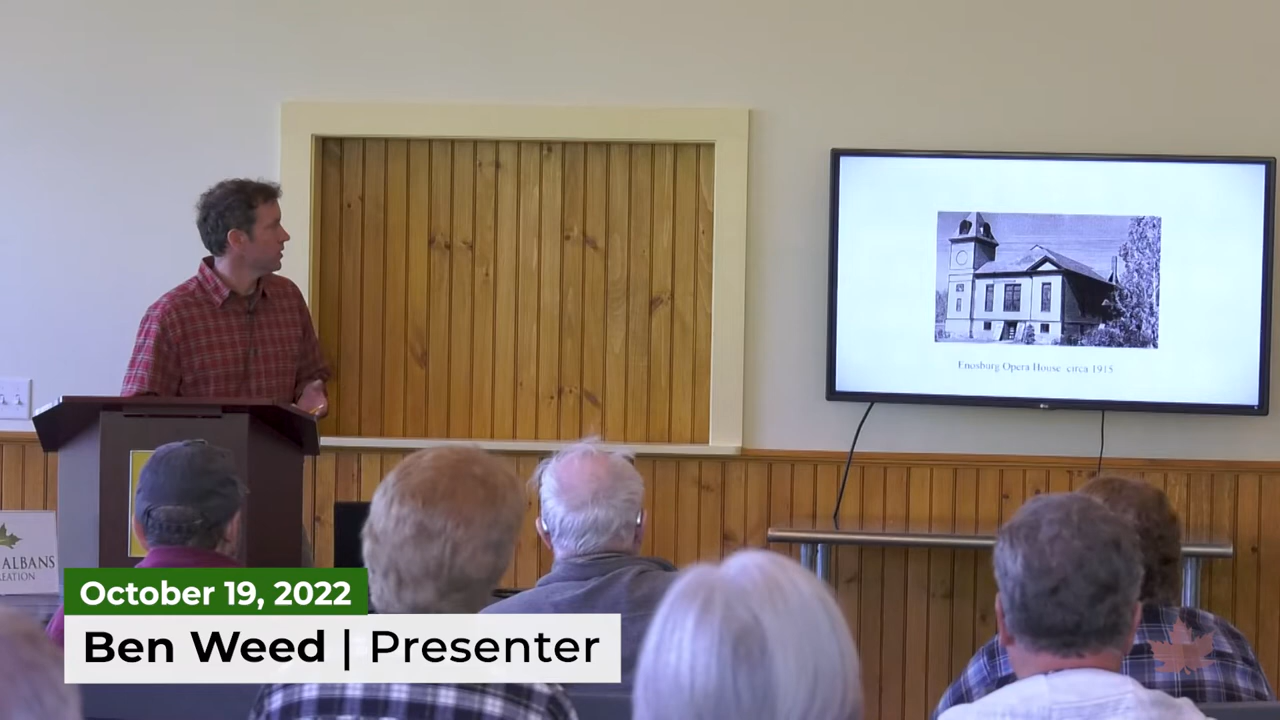 Enosburg Opera House circa 1915
ALBANS
October 19, 2022
Ben Weed | Presenter